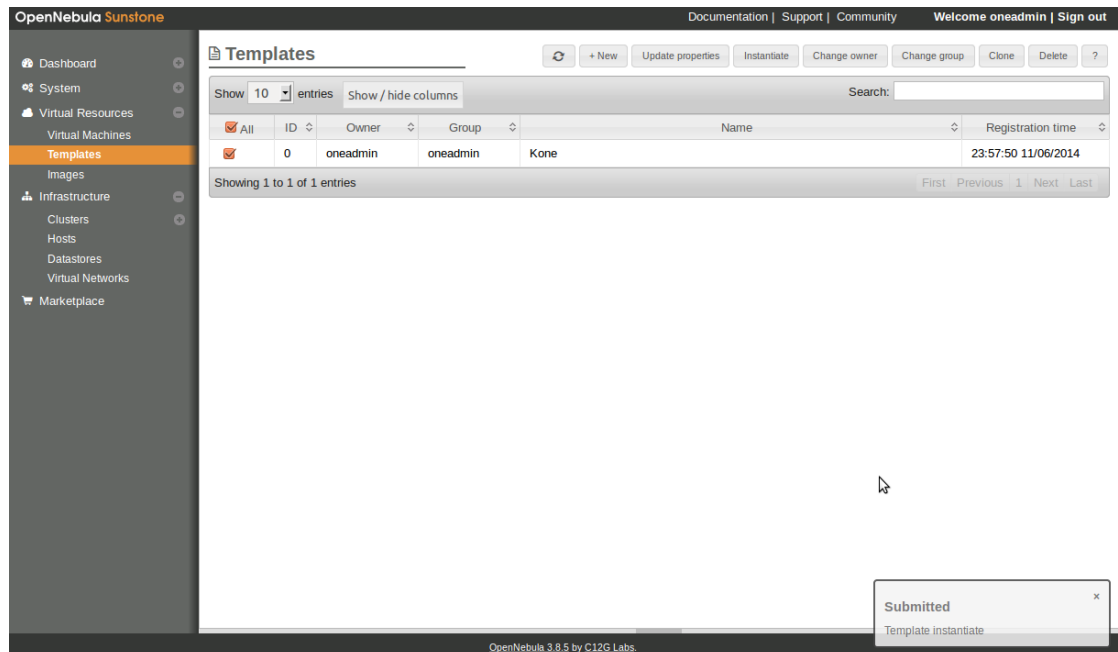 OpenNebula Sunstone
Documentation | Support | Community
Welcome oneadmin | Sign out
Dashboard
System
Virtual Resources
Virtual Machines
Templates
Images
Infrastructure
Clusters
Hosts
Datastores
Virtual Networks
Marketplace
Templates
+ New
Update properties
Instantiate
Change owner
Change group
Clone
Delete
?
Show 10 entries
Show / hide columns
Search:
All ID Owner Group Name Registration time
0 oneadmin oneadmin Kone 23:57:50 11/06/2014
Showing 1 to 1 of 1 entries
First Previous 1 Next Last
Submitted
x
Template instantiate
OpenNebula 3.8.5 by C12G Labs.